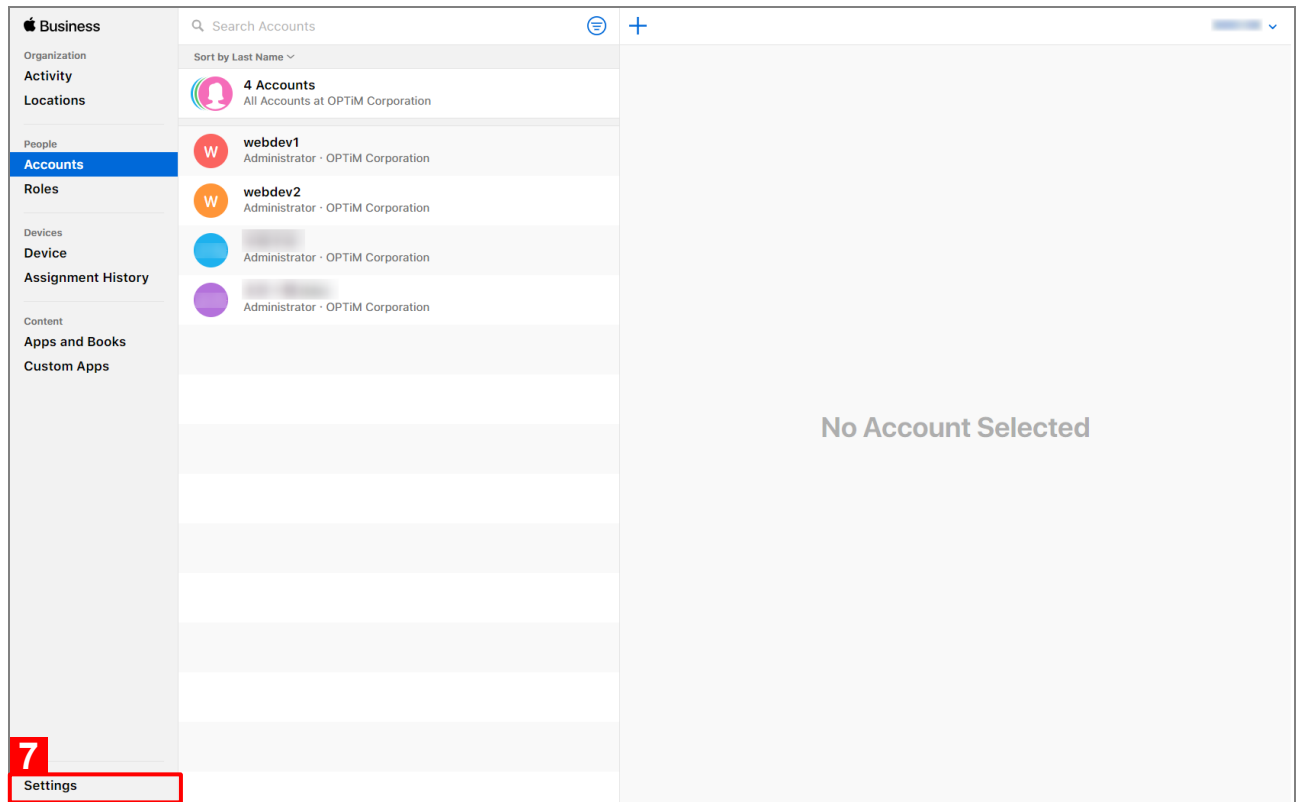 Business
Organization
Activity
Locations
People
Accounts
Roles
Devices
Device
Assignment History
Content
Apps and Books
Custom Apps
7
Settings
Search Accounts
Sort by Last Name
4 Accounts
All Accounts at OPTiM Corporation
W
webdev1
Administrator · OPTiM Corporation
W
webdev2
Administrator · OPTiM Corporation
Administrator · OPTiM Corporation
Administrator · OPTiM Corporation
No Account Selected